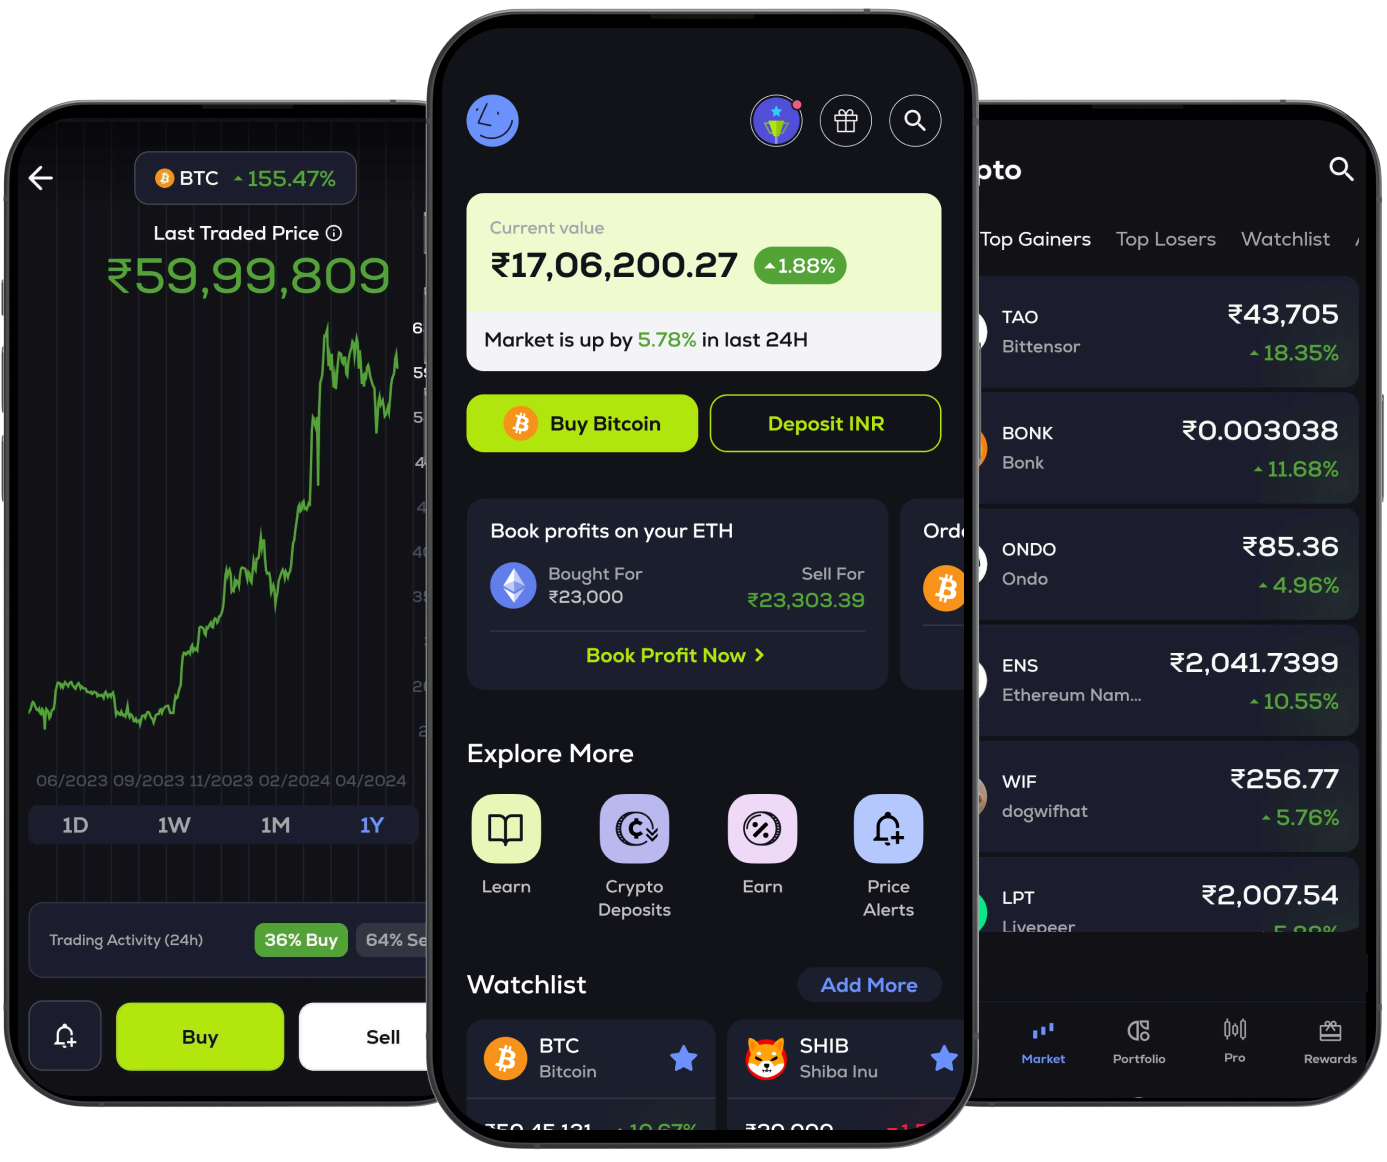 BTC
155.47%
Last Traded Price
₹59,99,809
06/2023 09/2023 11/2023 02/2024 04/2024
1D 1W 1M 1Y
Trading Activity (24h)
36% Buy
64% Se
Buy
Sell
Current value
₹17,06,200.27
1.88%
Market is up by 5.78% in last 24H
Buy Bitcoin
Deposit INR
Book profits on your ETH
Bought For
₹23,000
Sell For
₹23,303.39
Book Profit Now >
Orde
Explore More
Learn
Crypto
Deposits
Earn
Price
Alerts
Watchlist
Add More
BTC
Bitcoin
SHIB
Shiba Inu
pto
Top Gainers Top Losers Watchlist
TAO
Bittensor
₹43,705
18.35%
BONK
Bonk
₹0.003038
11.68%
ONDO
Ondo
₹85.36
4.96%
ENS
Ethereum Nam...
₹2,041.7399
10.55%
WIF
dogwifhat
₹256.77
5.76%
LPT
Livepeer
₹2,007.54
Market
Portfolio
Pro
Rewards